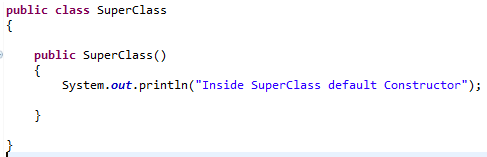 public class SuperClass
{
public SuperClass()
{
System.out.println("Inside SuperClass default Constructor");
}
}